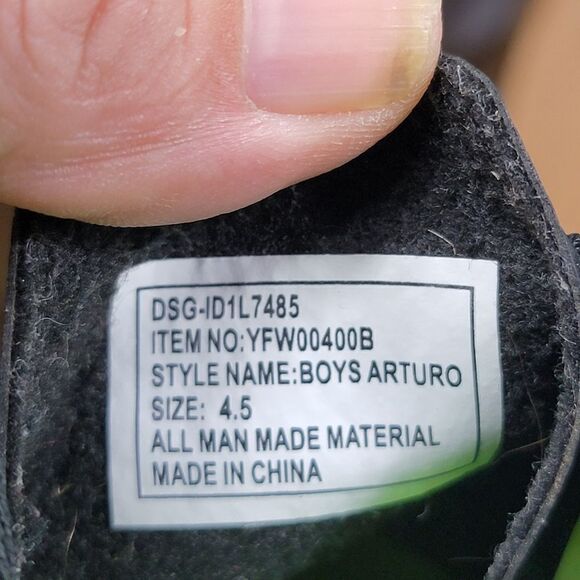 DSG-ID1L7485
ITEM NO:YFW00400B
STYLE NAME:BOYS ARTURO
SIZE: 4.5
ALL MAN MADE MATERIAL
MADE IN CHINA